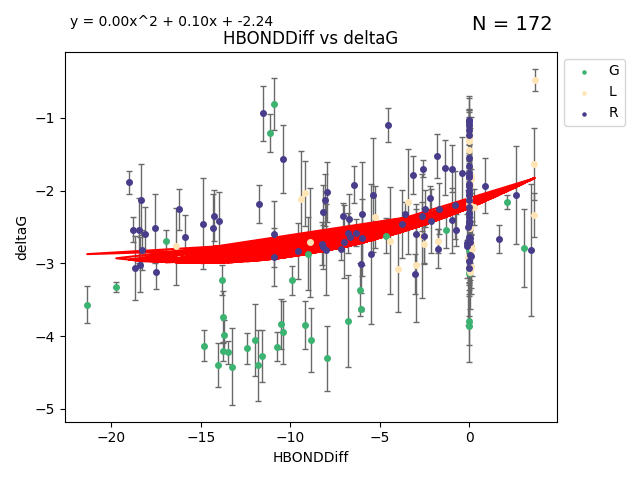 y = 0.00x^2 + 0.10x + -2.24
N = 172
HBONDDiff vs deltaG
G
L
R
−1
−2
−3
−4
−5
deltaG
−20
−15
−10
−5
0
HBONDDiff